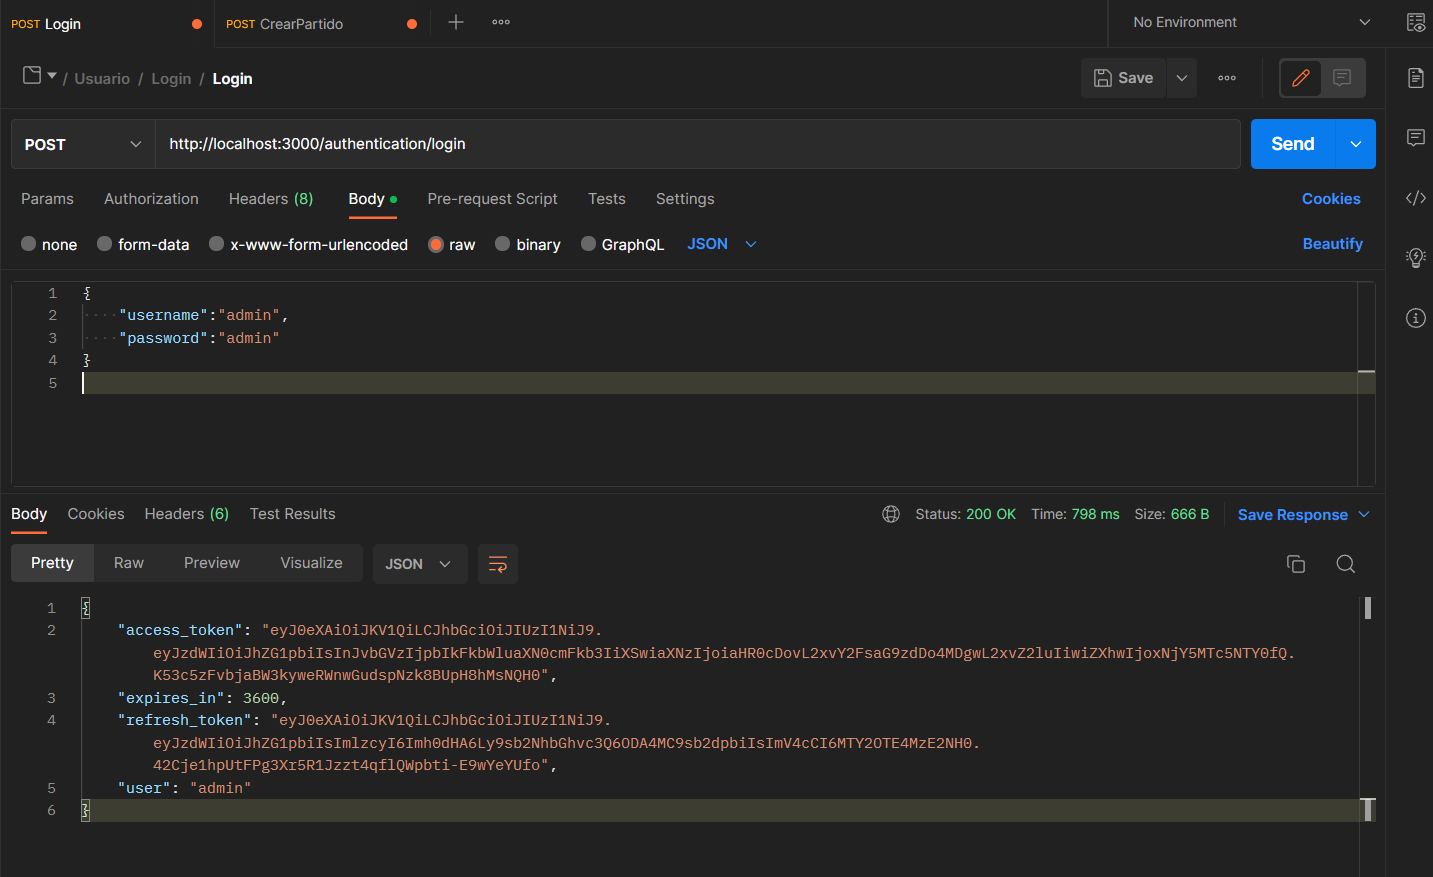 POST Login
POST CrearPartido
No Environment
/ Usuario / Login / Login
Save
POST
http://localhost:3000/authentication/login
Send
Params Authorization Headers (8) Body Pre-request Script Tests Settings Cookies
none form-data x-www-form-urlencoded raw binary GraphQL JSON Beautify
1 {
2 ····"username":"admin",
3 ····"password":"admin"
4 }
5
Body Cookies Headers (6) Test Results Status: 200 OK Time: 798 ms Size: 666 B Save Response
Pretty Raw Preview Visualize JSON
1 {
2 "access_token": "eyJ0eXAiOiJKV1QiLCJhbGciOiJIUzI1NiJ9.
eyJzdWIiOiJhZG1pbiIsInJvbGVzIjpbIkFkbWluaXN0cmFkb3IiXSwiaXNzIjoiaHR0cDovL2xvY2FsaG9zdDo4MDgwL2xvZ2luIiwiZXhwIjoxNjY5MTc5NTY0fQ.
K53c5zFvbjaBW3kyweRWnwGudspNzk8BUpH8hMsNQH0",
3 "expires_in": 3600,
4 "refresh_token": "eyJ0eXAiOiJKV1QiLCJhbGciOiJIUzI1NiJ9.
eyJzdWIiOiJhZG1pbiIsImlzcyI6Imh0dHA6Ly9sb2NhbGhvc3Q6ODA4MC9sb2dpbiIsImV4cCI6MTY2OTE4MzE2NH0.
42Cje1hpUtFPg3Xr5R1Jzzt4qflQWpbti-E9wYeYUfo",
5 "user": "admin"
6 }